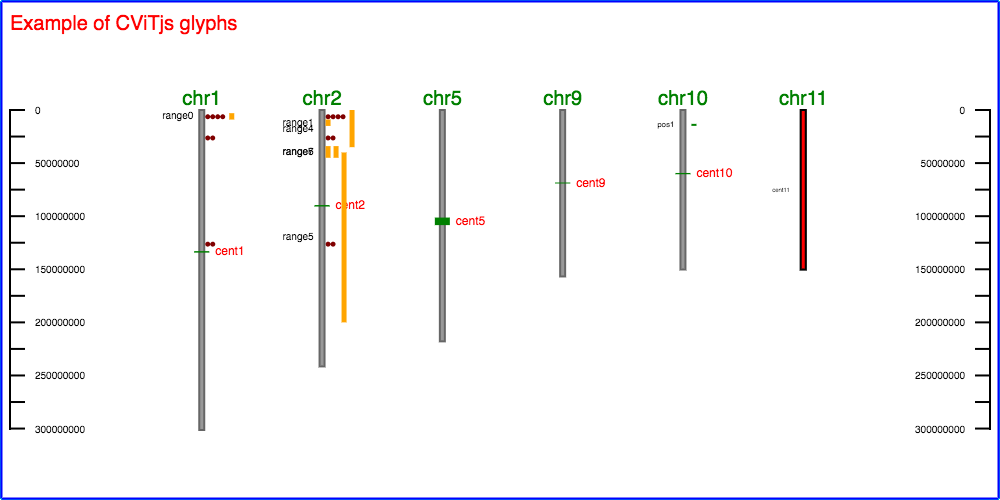 Example of CViTjs glyphs
chr1 chr2 chr5 chr9 chr10 chr11
0 0
range0
range1
pos1
range4
range5
50000000 50000000
cent10
cent9
cent11
cent2
100000000 100000000
cent5
range5
cent1
150000000 150000000
200000000 200000000
250000000 250000000
300000000 300000000